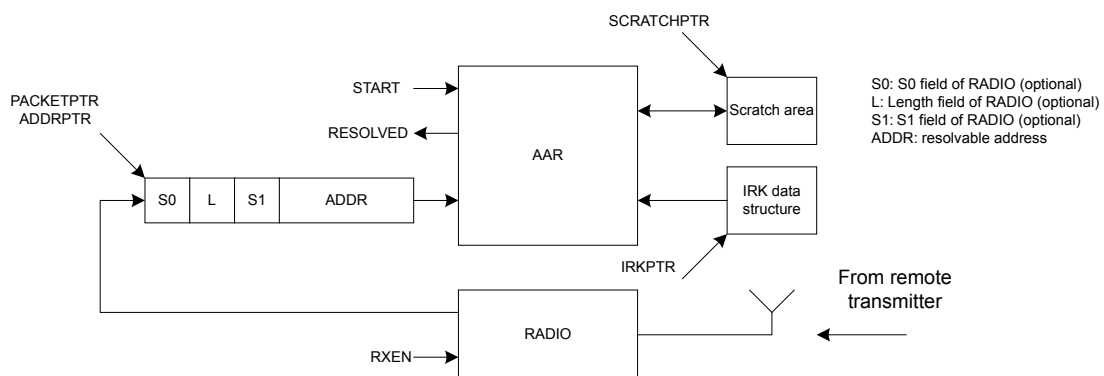 SCRATCHPTR
START
PACKETPTR
ADDRPTR
RESOLVED
AAR
Scratch area
S0: S0 field of RADIO (optional)
L: Length field of RADIO (optional)
S1: S1 field of RADIO (optional)
ADDR: resolvable address
S0
L
S1
ADDR
IRK data
structure
IRKPTR
From remote
transmitter
RADIO
RXEN